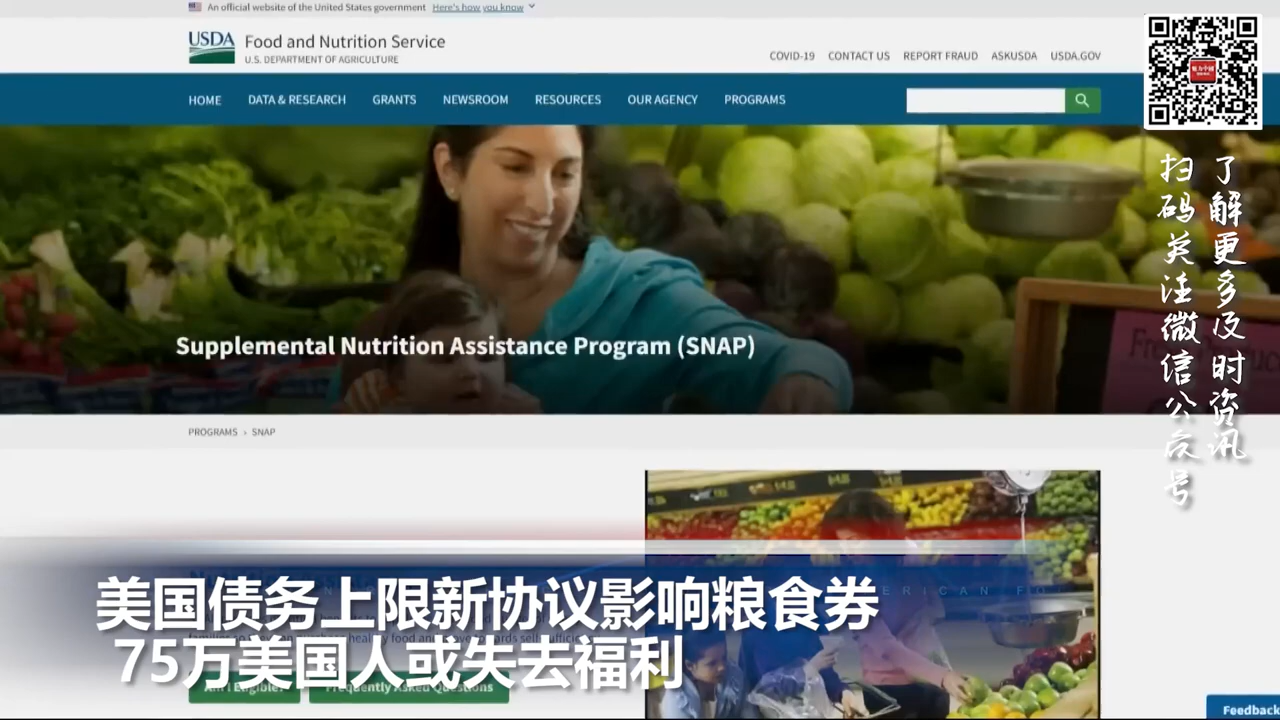 An official website of the United States government Here's how you know
USDA Food and Nutrition Service
U.S. DEPARTMENT OF AGRICULTURE
COVID-19 CONTACT US REPORT FRAUD ASKUSDA USDA.GOV
HOME DATA & RESEARCH GRANTS NEWSROOM RESOURCES OUR AGENCY PROGRAMS
了解更多及时资讯
扫码关注微信公众号
Supplemental Nutrition Assistance Program (SNAP)
PROGRAMS › SNAP
美国债务上限新协议影响粮食券
75万美国人或失去福利
Am I Eligible? Frequently Asked Questions
Feedback